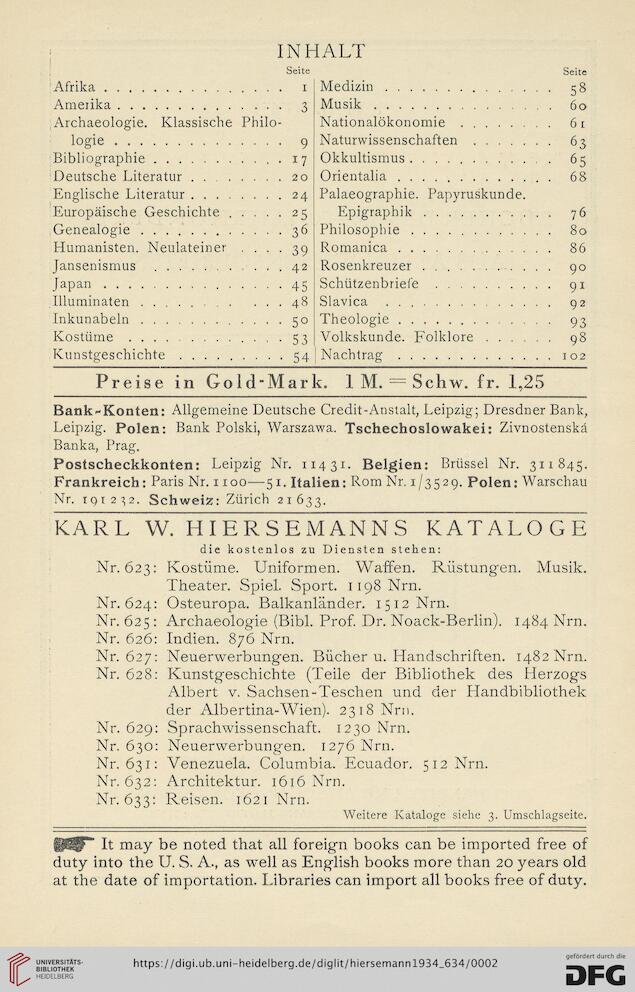 INHALT
Seite
Afrika . . . . . . . . . . . . . . . 1
Amerika . . . . . . . . . . . . . . 3
Archaeologie. Klassische Philo-
logie . . . . . . . . . . . . . . 9
Bibliographie . . . . . . . . . . . 17
Deutsche Literatur . . . . . . . . 20
Englische Literatur . . . . . . . . 24
Europäische Geschichte . . . . . 25
Genealogie . . . . . . . . . . . . 36
Humanisten. Neulateiner . . . . 39
Jansenismus . . . . . . . . . . . 42
Japan . . . . . . . . . . . . . . . 45
Illuminaten . . . . . . . . . . . . 48
Inkunabeln . . . . . . . . . . . . 50
Kostüme . . . . . . . . . . . . . 53
Kunstgeschichte . . . . . . . . . 54
Seite
Medizin . . . . . . . . . . . . . . 58
Musik . . . . . . . . . . . . . . . 60
Nationalökonomie . . . . . . . . 61
Naturwissenschaften . . . . . . . 63
Okkultismus . . . . . . . . . . . . 65
Orientalia . . . . . . . . . . . . . 68
Palaeographie. Papyruskunde.
Epigraphik . . . . . . . . . . . 76
Philosophie . . . . . . . . . . . . 80
Romanica . . . . . . . . . . . . . 86
Rosenkreuzer . . . . . . . . . . . 90
Schützenbriefe . . . . . . . . . . 91
Slavica . . . . . . . . . . . . . . 92
Theologie . . . . . . . . . . . . . 93
Volkskunde. Folklore . . . . . . 98
Nachtrag . . . . . . . . . . . . . 102
Preise in Gold-Mark. 1 M. = Schw. fr. 1,25
Bank-Konten: Allgemeine Deutsche Credit-Anstalt, Leipzig; Dresdner Bank,
Leipzig. Polen: Bank Polski, Warszawa. Tschechoslowakei: Zivnostenská
Banka, Prag.
Postscheckkonten: Leipzig Nr. 11431. Belgien: Brüssel Nr. 311845.
Frankreich: Paris Nr. 1100—51. Italien: Rom Nr. 1/3529. Polen: Warschau
Nr. 191232. Schweiz: Zürich 21633.
KARL W. HIERSEMANNS KATALOGE
die kostenlos zu Diensten stehen:
Nr. 623: Kostüme. Uniformen. Waffen. Rüstungen. Musik.
Theater. Spiel. Sport. 1198 Nrn.
Nr. 624: Osteuropa. Balkanländer. 1512 Nrn.
Nr. 625: Archaeologie (Bibl. Prof. Dr. Noack-Berlin). 1484 Nrn.
Nr. 626: Indien. 876 Nrn.
Nr. 627: Neuerwerbungen. Bücher u. Handschriften. 1482 Nrn.
Nr. 628: Kunstgeschichte (Teile der Bibliothek des Herzogs
Albert v. Sachsen-Teschen und der Handbibliothek
der Albertina-Wien). 2318 Nrn.
Nr. 629: Sprachwissenschaft. 1230 Nrn.
Nr. 630: Neuerwerbungen. 1276 Nrn.
Nr. 631: Venezuela. Columbia. Ecuador. 512 Nrn.
Nr. 632: Architektur. 1616 Nrn.
Nr. 633: Reisen. 1621 Nrn.
Weitere Kataloge siehe 3. Umschlagseite.
It may be noted that all foreign books can be imported free of
duty into the U. S. A., as well as English books more than 20 years old
at the date of importation. Libraries can import all books free of duty.
UNIVERSITÄTS-
BIBLIOTHEK
HEIDELBERG
https://digi.ub.uni-heidelberg.de/diglit/hiersemann1934_634/0002
gefördert durch die
DFG